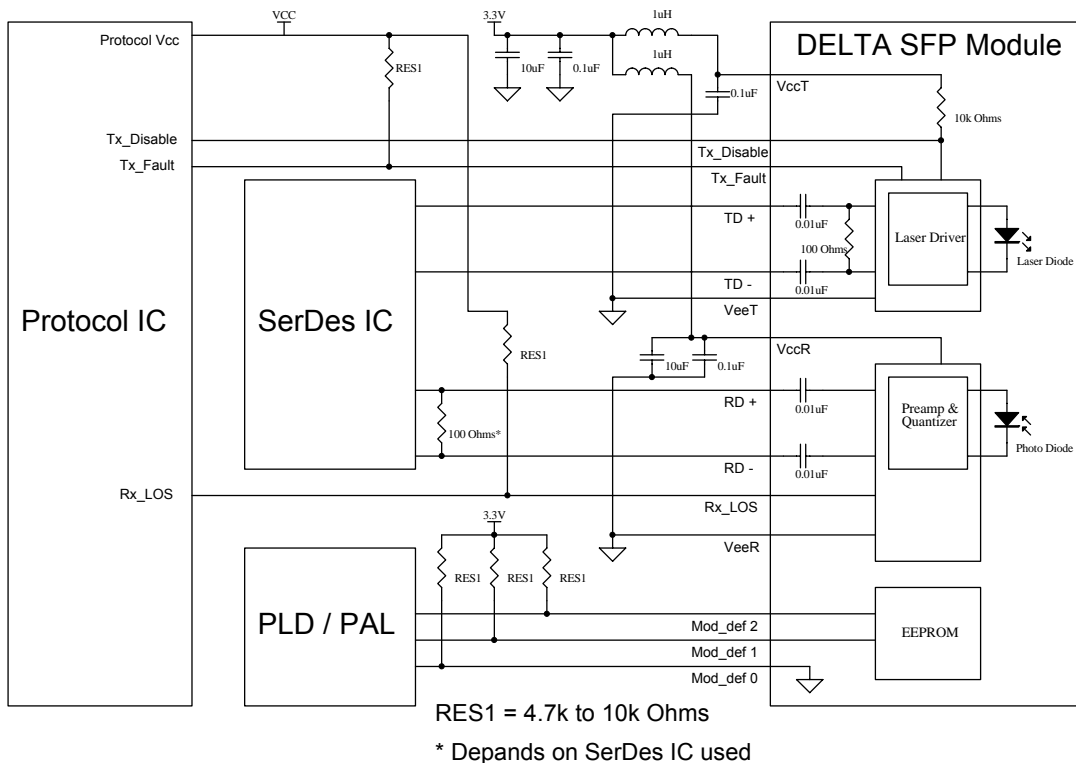 VCC
3.3V
1uH
Protocol Vcc
DELTA SFP Module
RES1
10uF
0.1uF
1uH
VccT
0.1uF
10k Ohms
Tx_Disable
Tx_Disable
Tx_Fault
Tx_Fault
TD +
0.01uF
Laser Driver
100 Ohms
Laser Diode
TD -
0.01uF
VeeT
Protocol IC
SerDes IC
RES1
VccR
10uF
0.1uF
RD +
0.01uF
Preamp &
Quantizer
100 Ohms*
Photo Diode
RD -
0.01uF
Rx_LOS
Rx_LOS
3.3V
VeeR
RES1
RES1
RES1
PLD / PAL
Mod_def 2
EEPROM
Mod_def 1
Mod_def 0
RES1 = 4.7k to 10k Ohms
* Depands on SerDes IC used